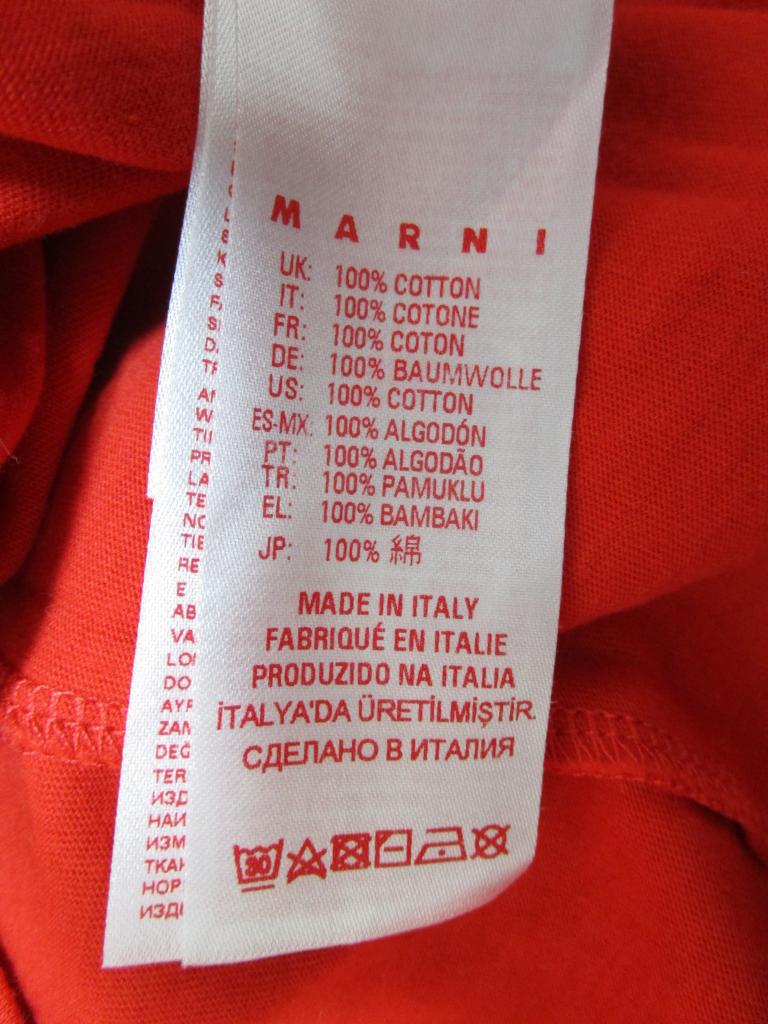 MARNI
UK: 100% COTTON
IT: 100% COTONE
FR: 100% COTON
DE: 100% BAUMWOLLE
US: 100% COTTON
ES-MX: 100% ALGODÓN
PT: 100% ALGODÃO
TR: 100% PAMUKLU
EL: 100% BAMBAKI
JP: 100% 綿
MADE IN ITALY
FABRIQUÉ EN ITALIE
PRODUZIDO NA ITALIA
İTALYA'DA ÜRETİLMİŞTİR.
СДЕЛАНО В ИТАЛИЯ
30